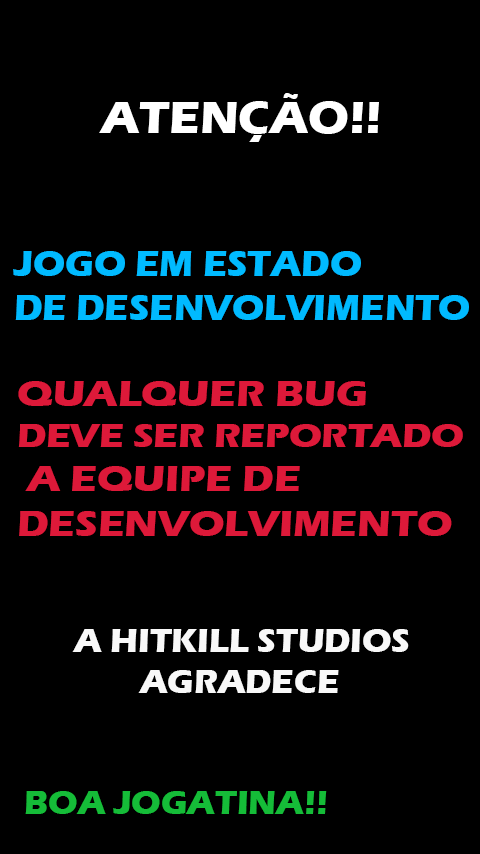 ATENÇÃO!!
JOGO EM ESTADO
DE DESENVOLVIMENTO
QUALQUER BUG
DEVE SER REPORTADO
A EQUIPE DE
DESENVOLVIMENTO
A HITKILL STUDIOS
AGRADECE
BOA JOGATINA!!